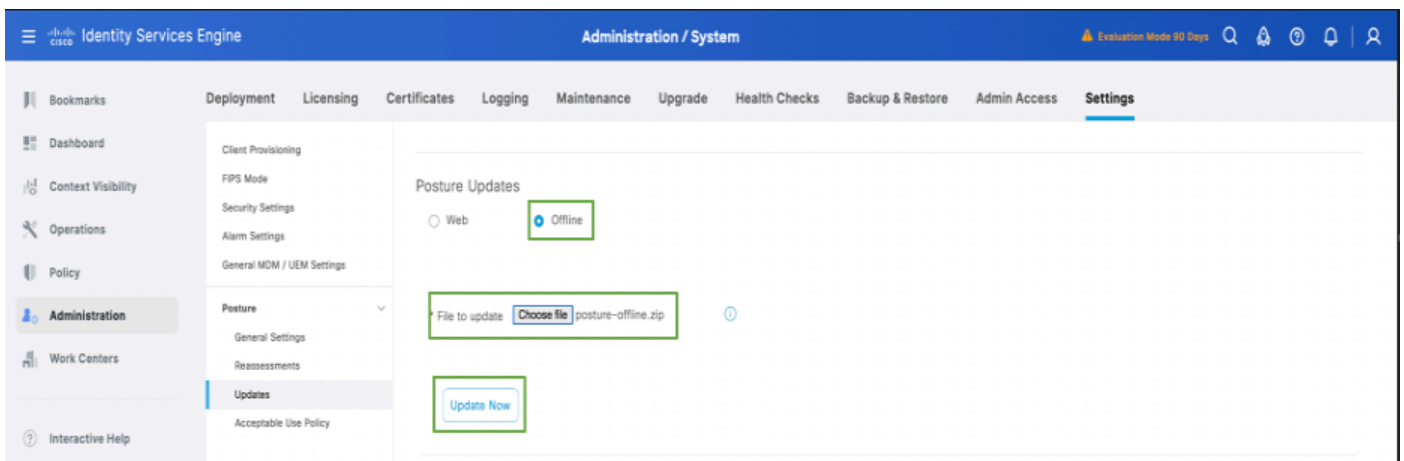 cisco Identity Services Engine
Administration / System
Evaluation Mode 90 Days
Bookmarks
Dashboard
Context Visibility
Operations
Policy
Administration
Work Centers
Interactive Help
Deployment Licensing Certificates Logging Maintenance Upgrade Health Checks Backup & Restore Admin Access Settings
Client Provisioning
FIPS Mode
Security Settings
Alarm Settings
General MDM / UEM Settings
Posture
General Settings
Reassessments
Updates
Acceptable Use Policy
Posture Updates
Web Offline
* File to update Choose file posture-offline.zip
Update Now